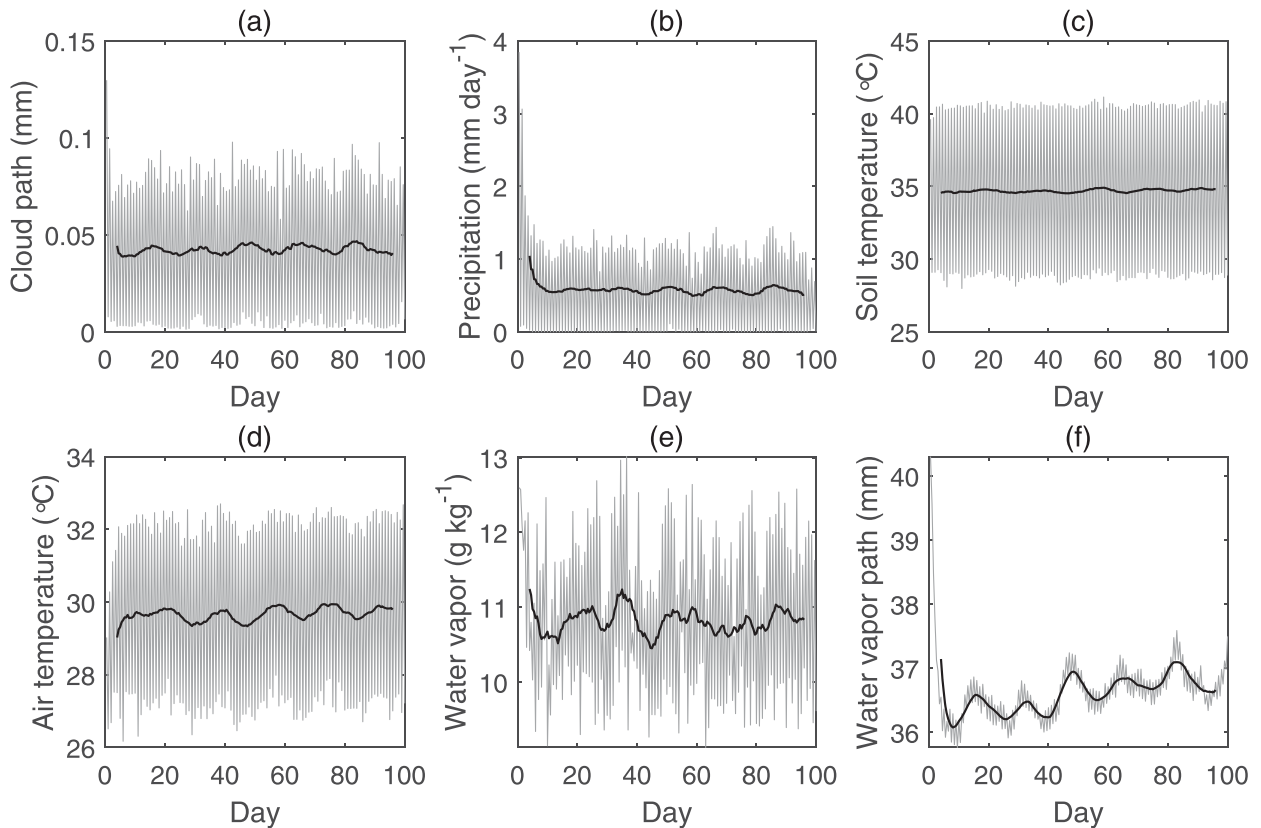 (a) (b) (c)
0.15 4 45
Cloud path (mm) Precipitation (mm day-1) Soil temperature (°C)
0.1 3 40
2 35
0.05 1 30
0 0 25
0 20 40 60 80 100 0 20 40 60 80 100 0 20 40 60 80 100
Day Day Day
(d) (e) (f)
34 13 40
Air temperature (°C) Water vapor (g kg-1) Water vapor path (mm)
32 12 39
30 11 38
28 10 37
26 36
0 20 40 60 80 100 0 20 40 60 80 100 0 20 40 60 80 100
Day Day Day